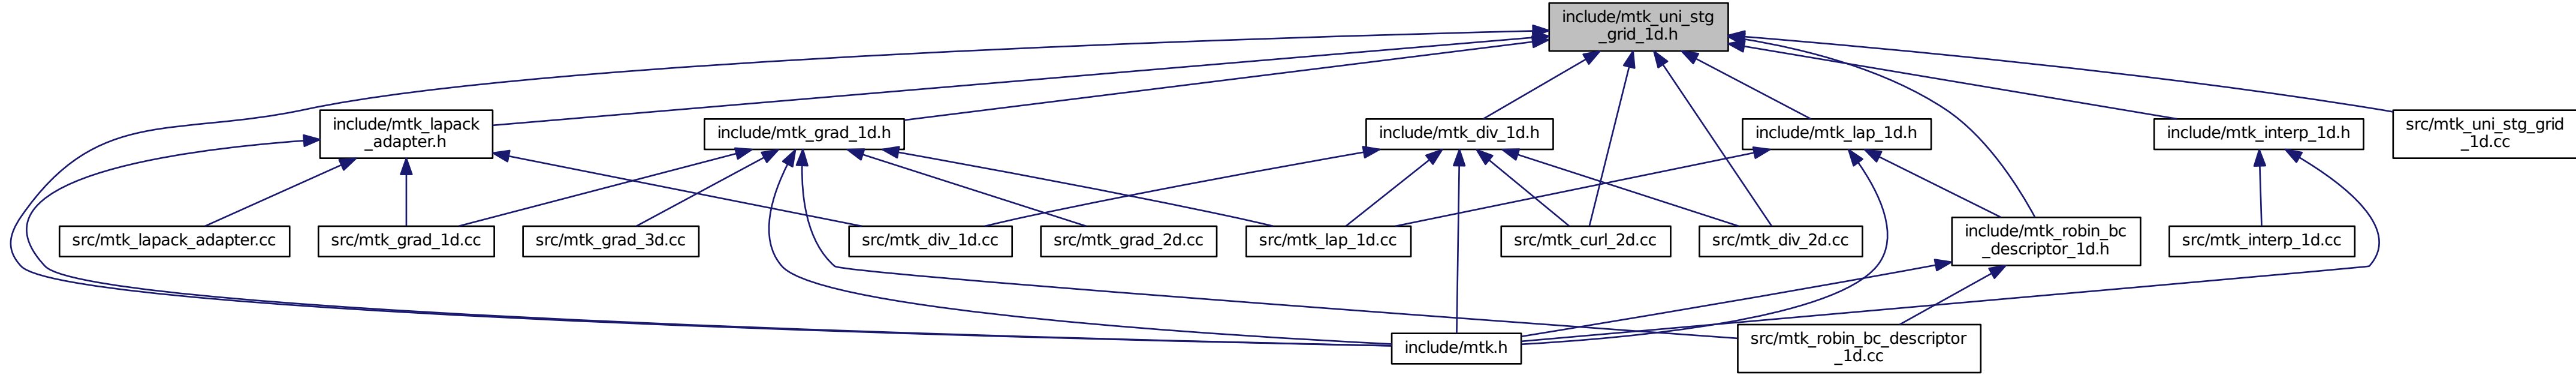 include/mtk_uni_stg
_grid_1d.h
include/mtk_lapack
_adapter.h
include/mtk_grad_1d.h
include/mtk_div_1d.h
include/mtk_lap_1d.h
include/mtk_interp_1d.h
src/mtk_uni_stg_grid
_1d.cc
src/mtk_lapack_adapter.cc
src/mtk_grad_1d.cc
src/mtk_grad_3d.cc
src/mtk_div_1d.cc
src/mtk_grad_2d.cc
src/mtk_lap_1d.cc
src/mtk_curl_2d.cc
src/mtk_div_2d.cc
include/mtk_robin_bc
_descriptor_1d.h
src/mtk_interp_1d.cc
include/mtk.h
src/mtk_robin_bc_descriptor
_1d.cc